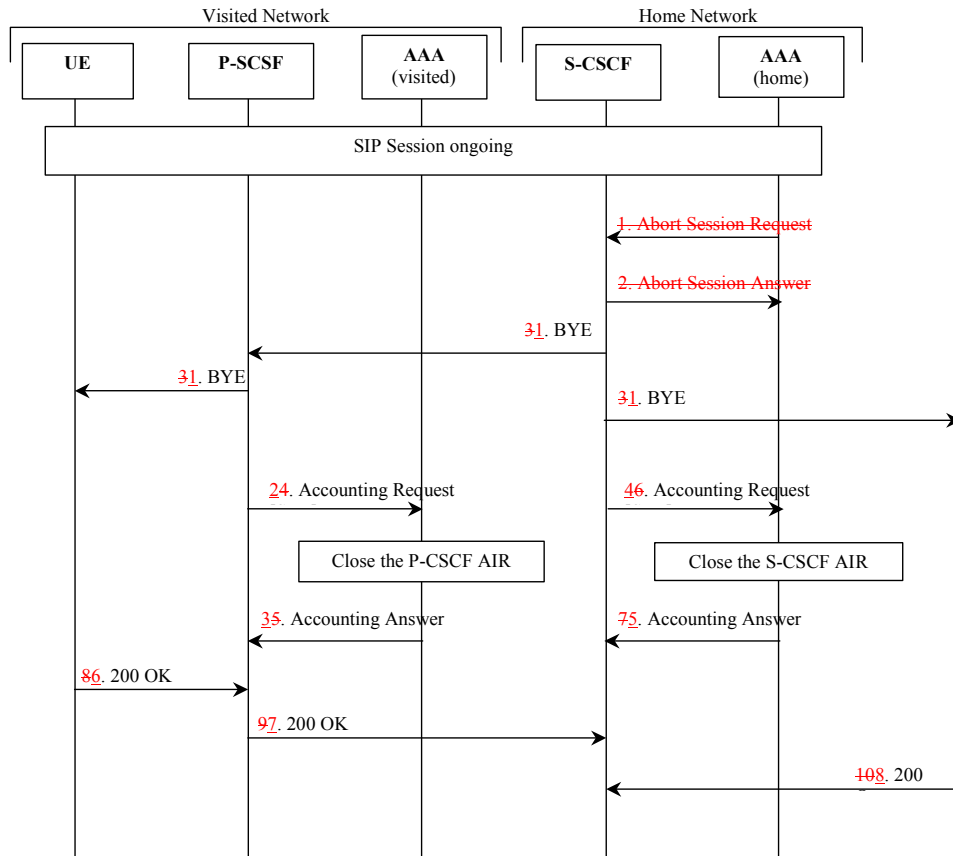 Visited Network
Home Network
UE
P-SCSF
AAA
(visited)
S-CSCF
AAA
(home)
SIP Session ongoing
1. Abort Session Request
2. Abort Session Answer
31. BYE
31. BYE
31. BYE
24. Accounting Request
46. Accounting Request
Close the P-CSCF AIR
Close the S-CSCF AIR
35. Accounting Answer
75. Accounting Answer
86. 200 OK
97. 200 OK
108. 200